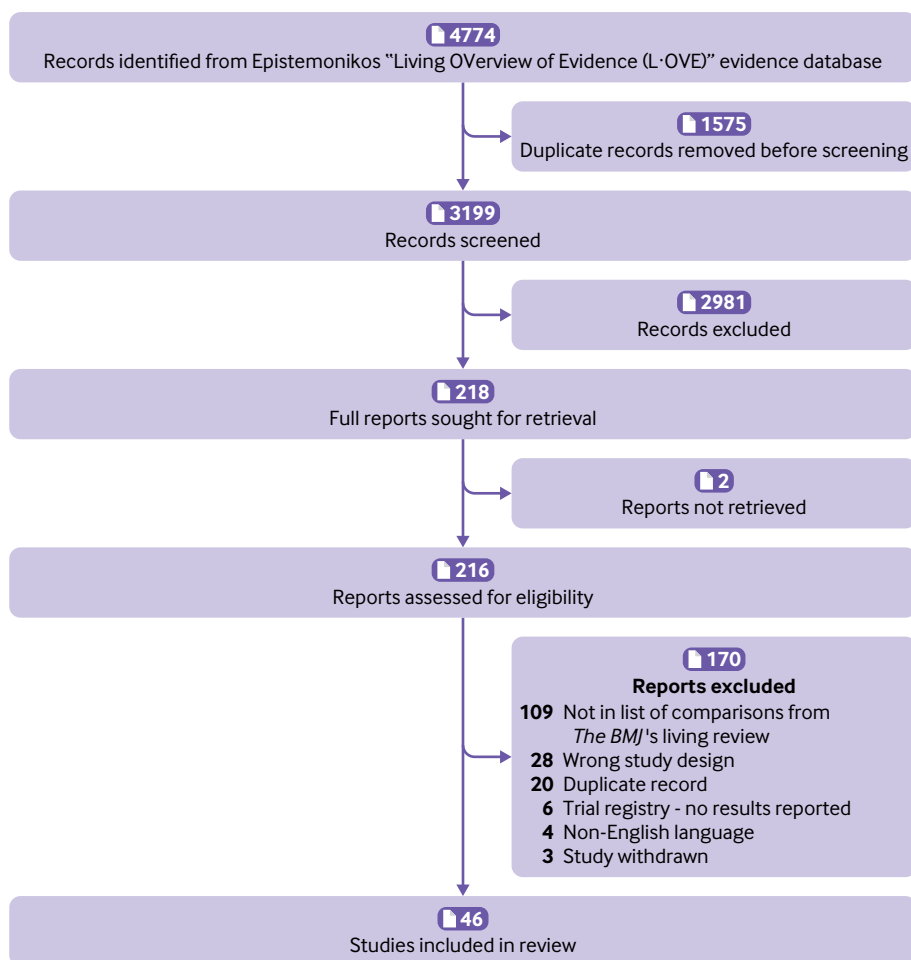 4774
Records identified from Epistemonikos “Living OVerview of Evidence (L·OVE)” evidence database
1575
Duplicate records removed before screening
3199
Records screened
2981
Records excluded
218
Full reports sought for retrieval
2
Reports not retrieved
216
Reports assessed for eligibility
170
Reports excluded
109 Not in list of comparisons from
The BMJ's living review
28 Wrong study design
20 Duplicate record
6 Trial registry - no results reported
4 Non-English language
3 Study withdrawn
46
Studies included in review